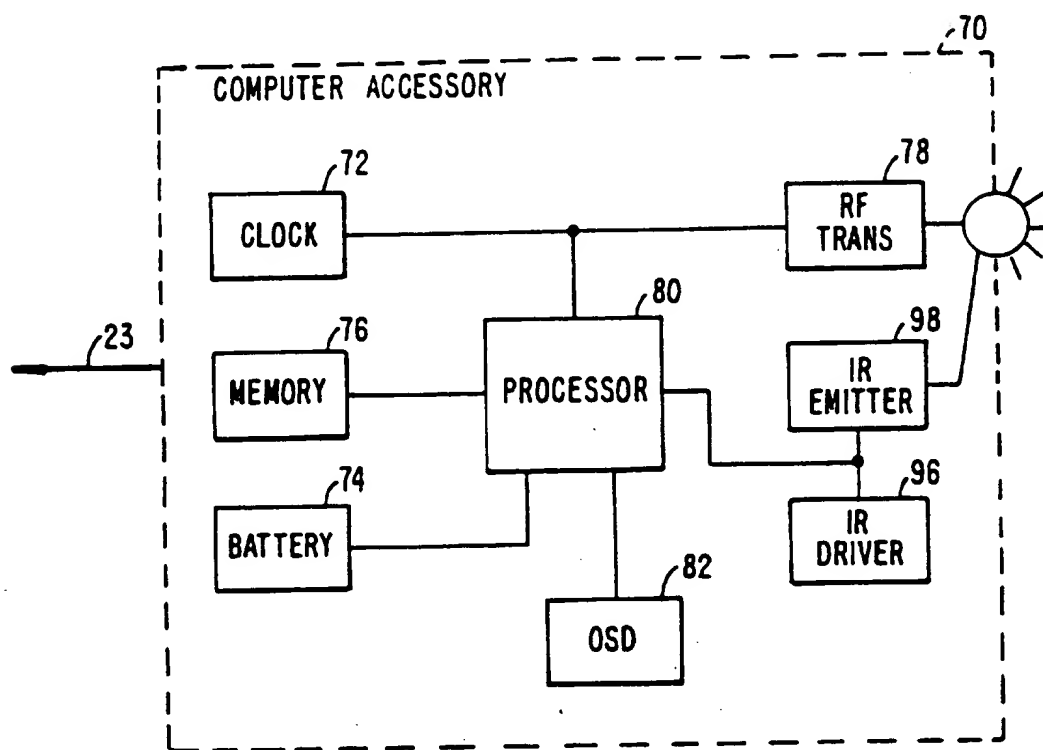 70
COMPUTER ACCESSORY
72
CLOCK
78
RF
TRANS
23
76
MEMORY
80
PROCESSOR
98
IR
EMITTER
74
BATTERY
96
IR
DRIVER
82
OSD